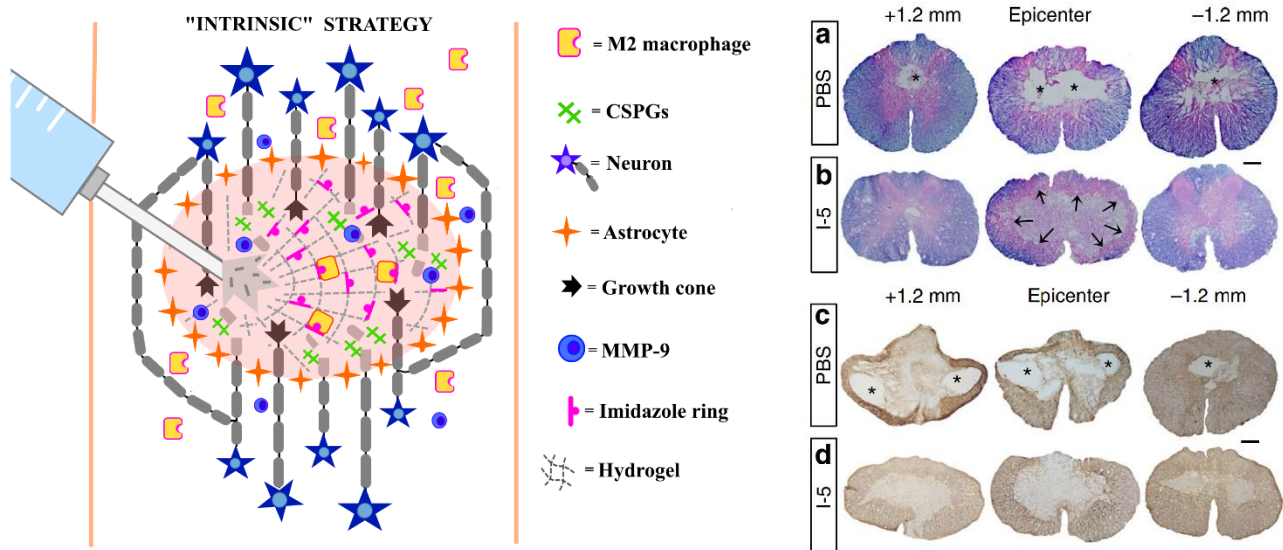 "INTRINSIC" STRATEGY
= M2 macrophage
= CSPGs
= Neuron
= Astrocyte
= Growth cone
= MMP-9
= Imidazole ring
= Hydrogel
+1.2 mm Epicenter −1.2 mm
a
PBS
* * * *
b
I-5
+1.2 mm Epicenter −1.2 mm
c
PBS
* * * * *
d
I-5